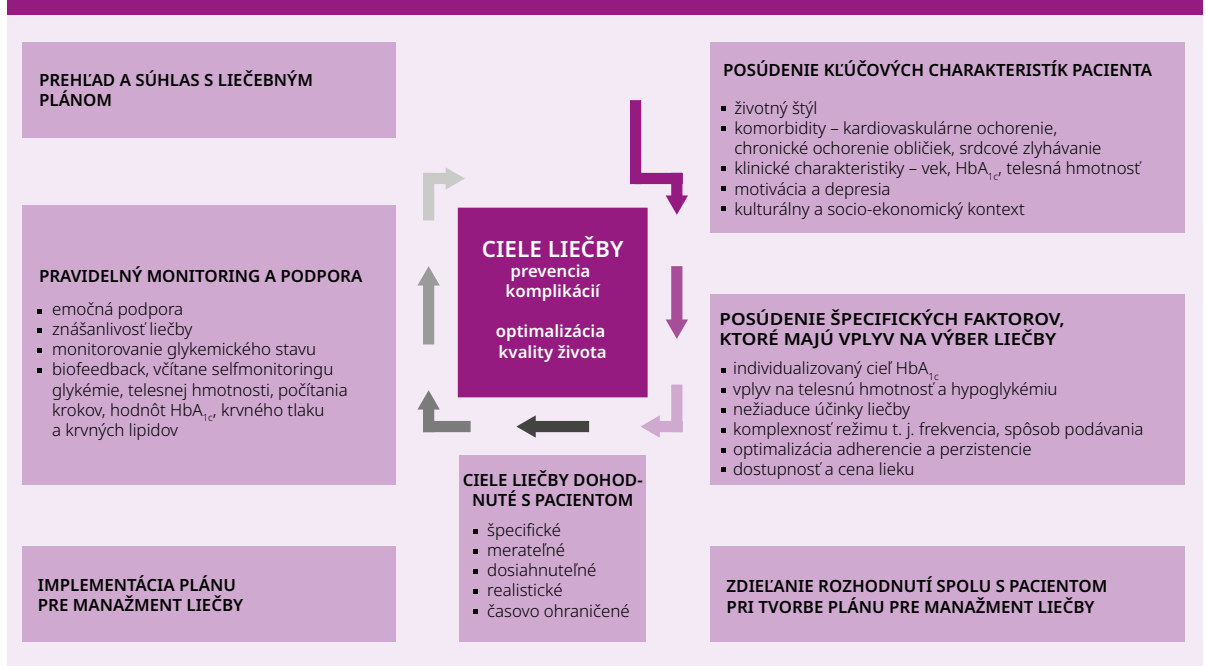 PREHĽAD A SÚHLAS S LIEČEBNÝM
PLÁNOM
PRAVIDELNÝ MONITORING A PODPORA
▪ emočná podpora
▪ znášanlivosť liečby
▪ monitorovanie glykemického stavu
▪ biofeedback, včítane selfmonitoringu
glykémie, telesnej hmotnosti, počítania
krokov, hodnôt HbA1c, krvného tlaku
a krvných lipidov
IMPLEMENTÁCIA PLÁNU
PRE MANAŽMENT LIEČBY
CIELE LIEČBY
prevencia
komplikácií
optimalizácia
kvality života
CIELE LIEČBY DOHOD-
NUTÉ S PACIENTOM
▪ špecifické
▪ merateľné
▪ dosiahnuteľné
▪ realistické
▪ časovo ohraničené
POSÚDENIE KĽÚČOVÝCH CHARAKTERISTÍK PACIENTA
▪ životný štýl
▪ komorbidity – kardiovaskulárne ochorenie,
chronické ochorenie obličiek, srdcové zlyhávanie
▪ klinické charakteristiky – vek, HbA1c, telesná hmotnosť
▪ motivácia a depresia
▪ kulturálny a socio-ekonomický kontext
POSÚDENIE ŠPECIFICKÝCH FAKTOROV,
KTORÉ MAJÚ VPLYV NA VÝBER LIEČBY
▪ individualizovaný cieľ HbA1c
▪ vplyv na telesnú hmotnosť a hypoglykémiu
▪ nežiaduce účinky liečby
▪ komplexnosť režimu t. j. frekvencia, spôsob podávania
▪ optimalizácia adherencie a perzistencie
▪ dostupnosť a cena lieku
ZDIEĽANIE ROZHODNUTÍ SPOLU S PACIENTOM
PRI TVORBE PLÁNU PRE MANAŽMENT LIEČBY